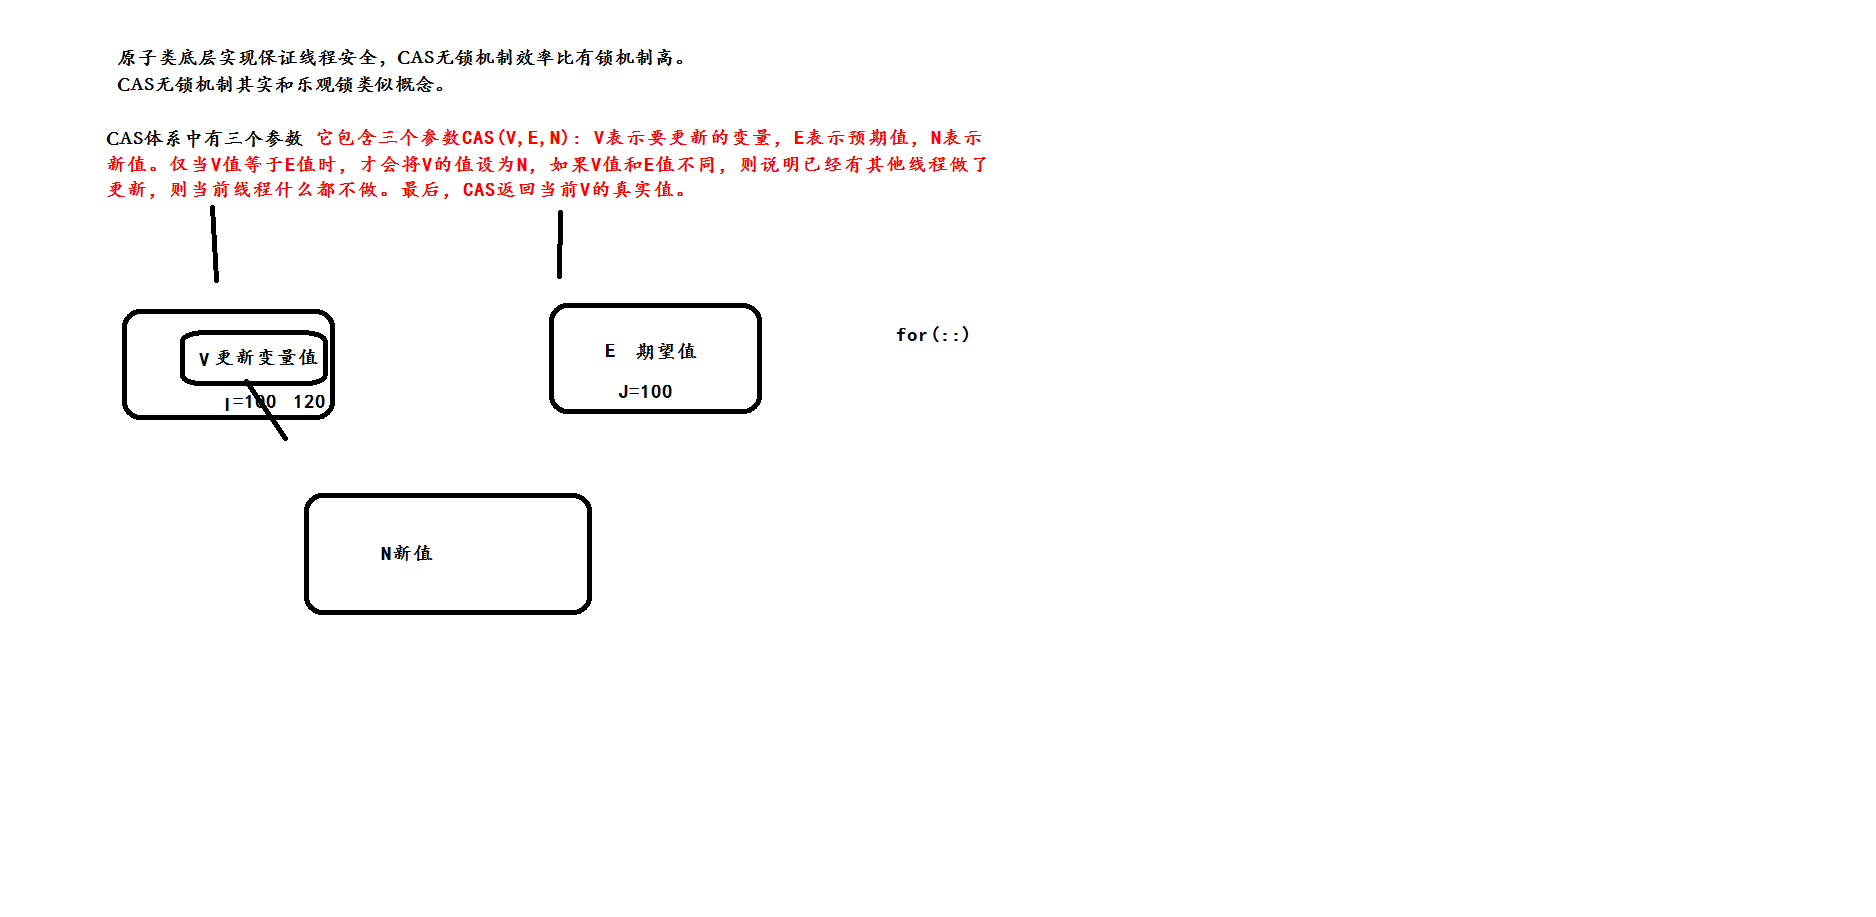 原子类底层实现保证线程安全，CAS无锁机制效率比有锁机制高。
CAS无锁机制其实和乐观锁类似概念。
CAS体系中有三个参数 它包含三个参数CAS(V,E,N): V表示要更新的变量，E表示预期值，N表示
新值。仅当V值等于E值时，才会将V的值设为N，如果V值和E值不同，则说明已经有其他线程做了
更新，则当前线程什么都不做。最后，CAS返回当前V的真实值。
V 更新变量值
I=100 120
E 期望值
J=100
for(::)
N新值